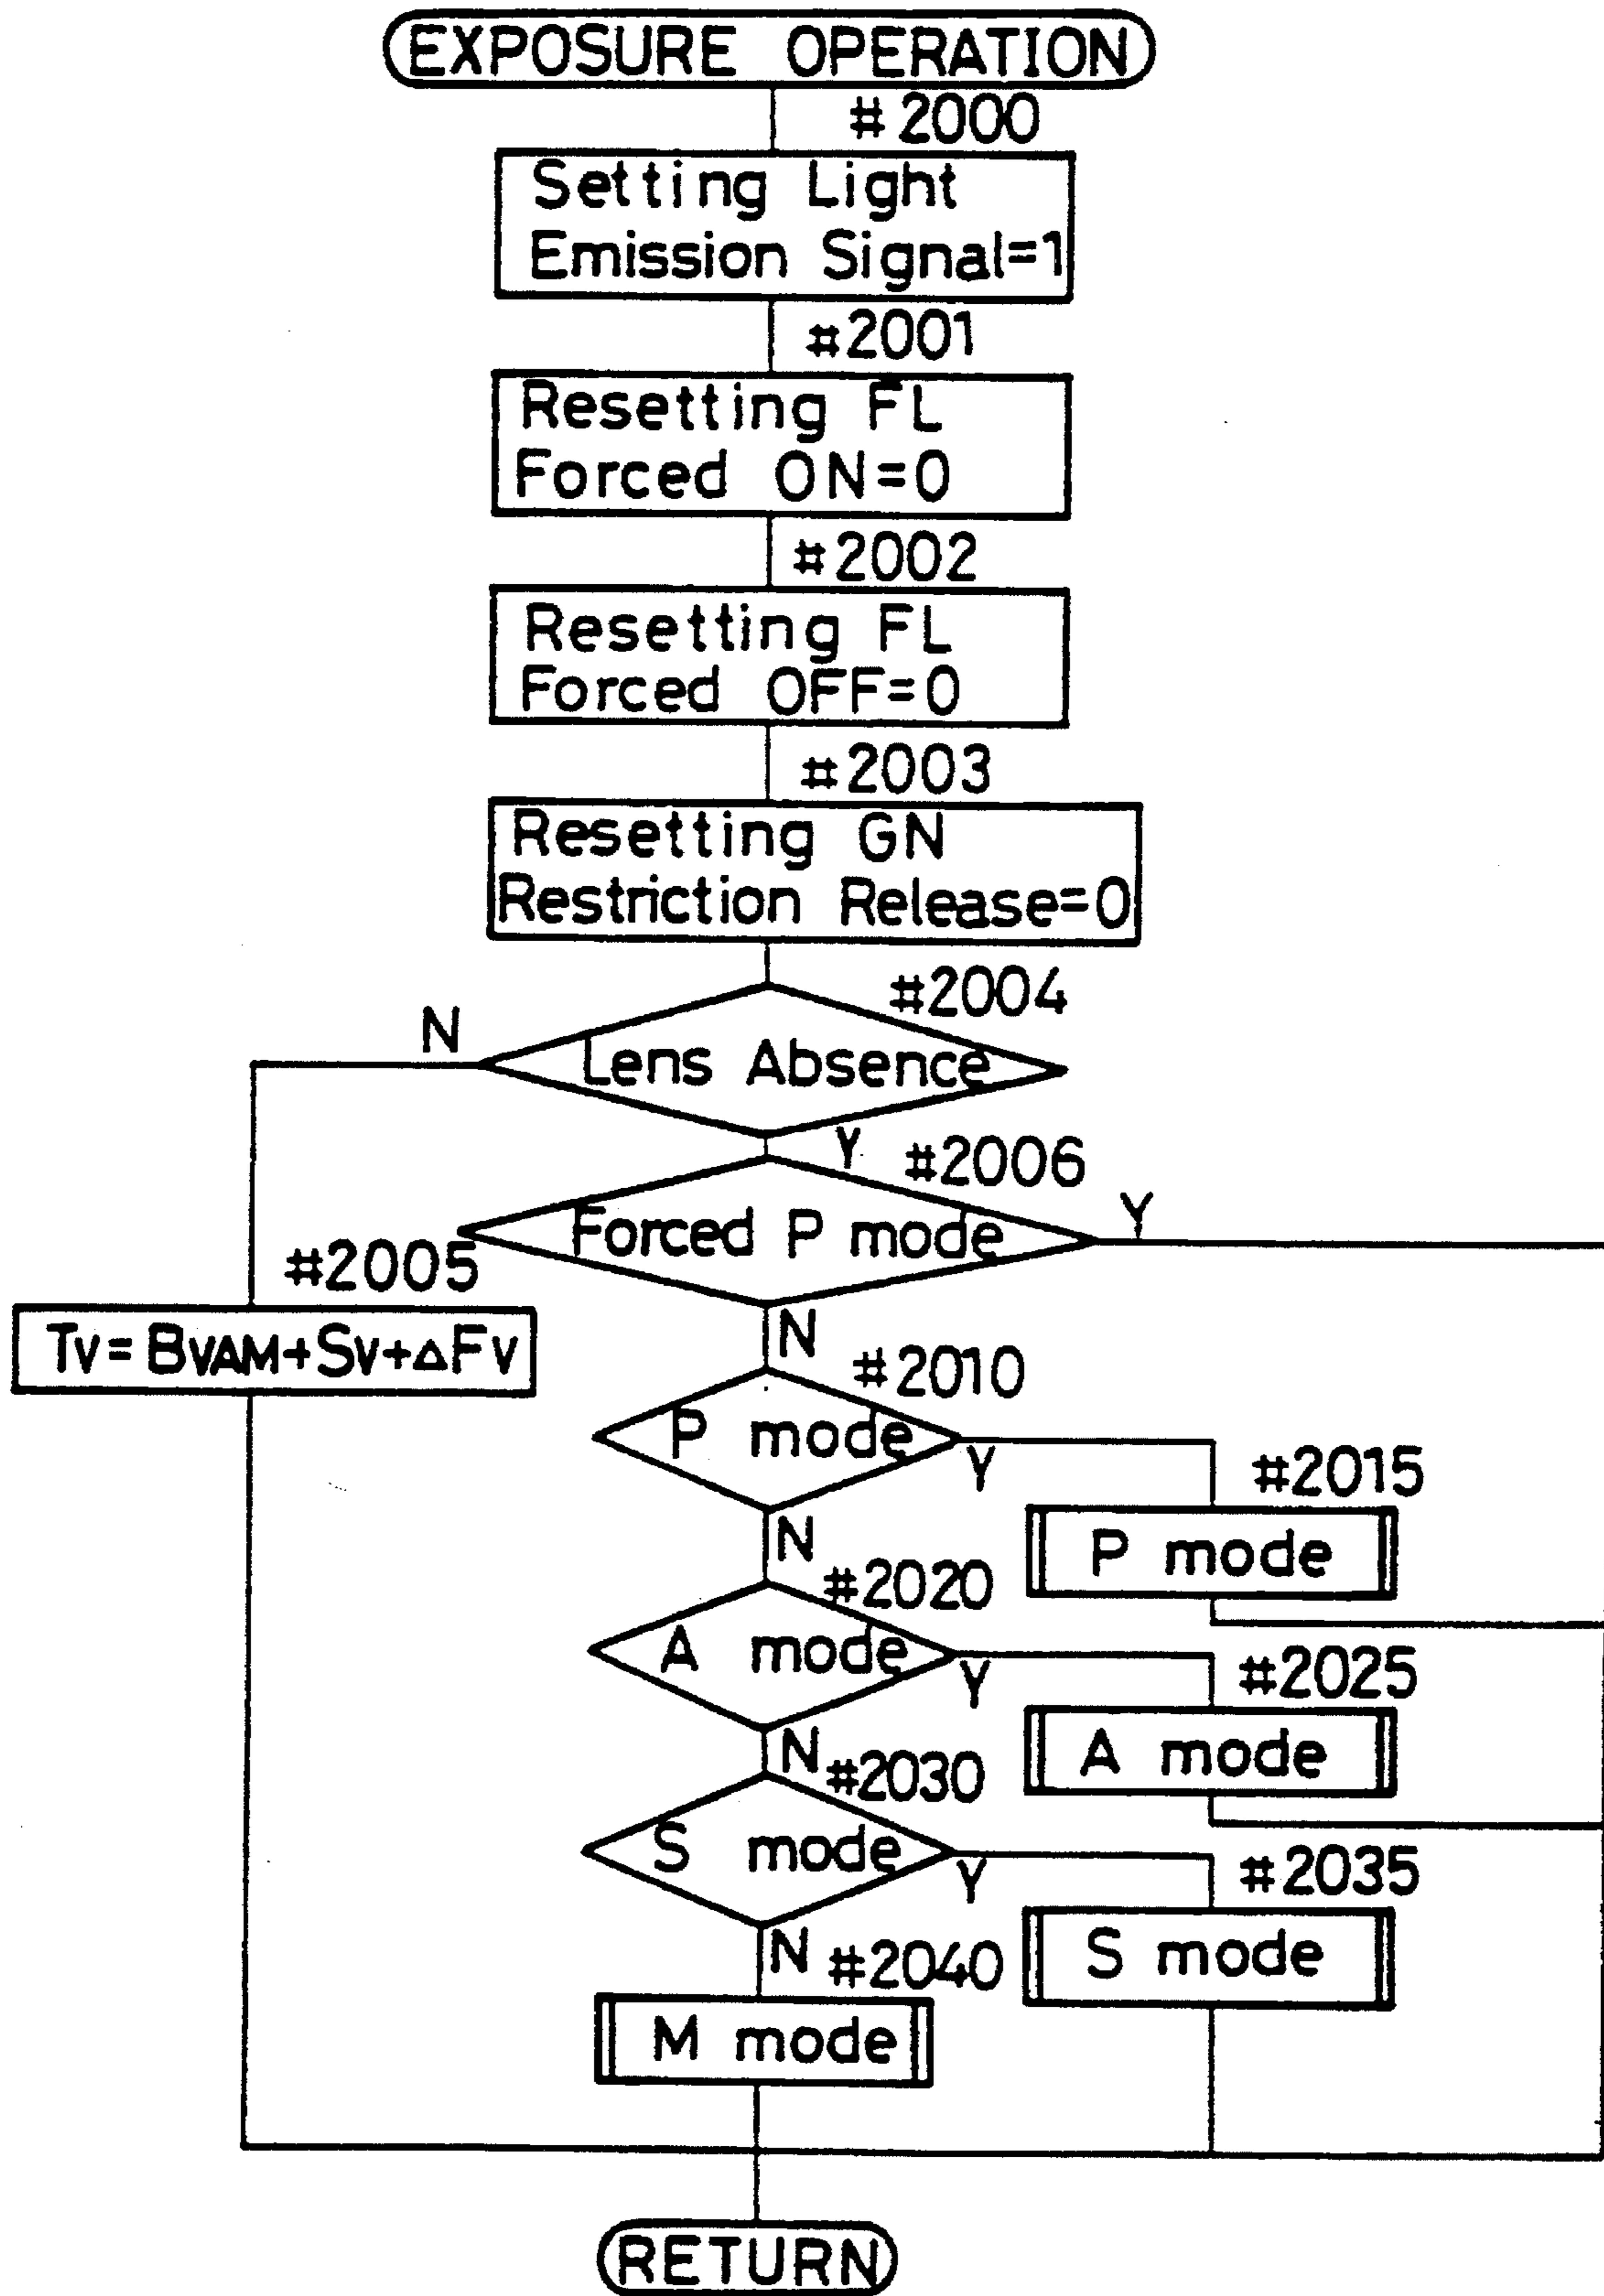 EXPOSURE OPERATION
#2000
Setting Light
Emission Signal=1
#2001
Resetting FL
Forced ON=0
#2002
Resetting FL
Forced OFF=0
#2003
Resetting GN
Restriction Release=0
#2004
N
Lens Absence
Y
#2006
Forced P mode
Y
#2005
Tv=BVAM+Sv+△Fv
N
#2010
P mode
Y
#2015
P mode
N
#2020
A mode
Y
#2025
A mode
N
#2030
S mode
Y
#2035
S mode
N
#2040
M mode
RETURN